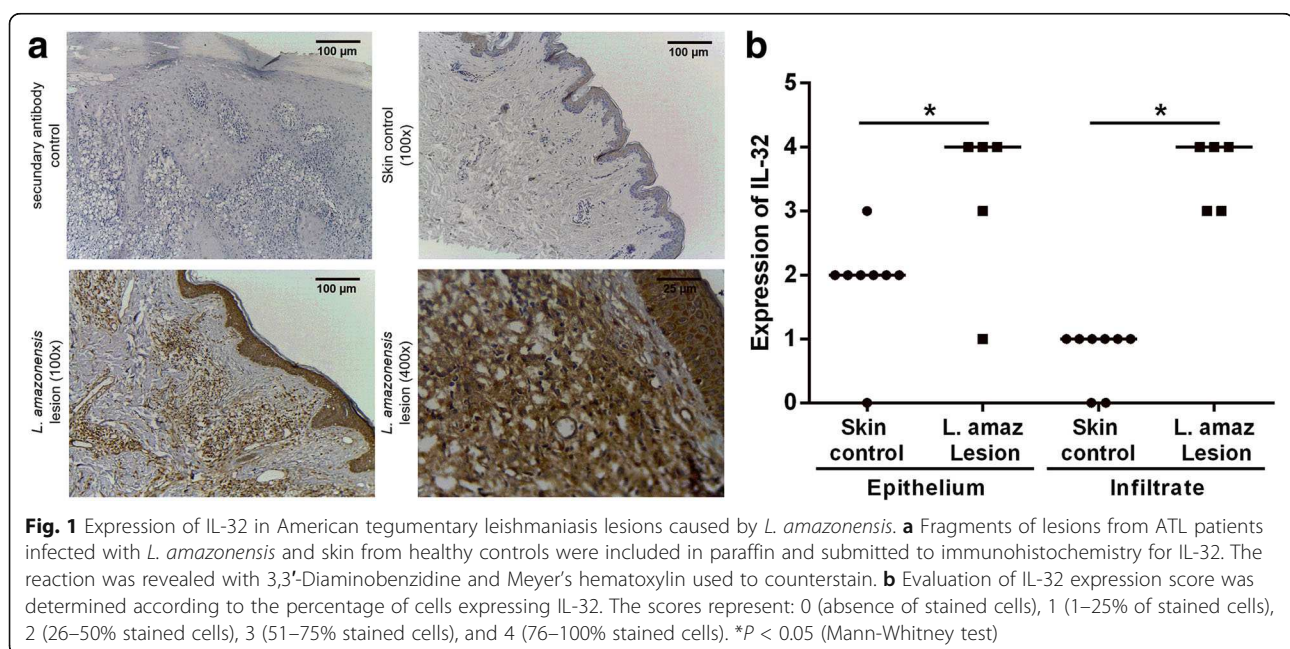 a
100 µm
secundary antibody
control
100 µm
Skin control
(100x)
100 µm
L. amazonensis
lesion (100x)
25 µm
L. amazonensis
lesion (400x)
b
Expression of IL-32
5
4
3
2
1
0
*
*
Skin
control
L. amaz
Lesion
Skin
control
L. amaz
Lesion
Epithelium
Infiltrate
Fig. 1 Expression of IL-32 in American tegumentary leishmaniasis lesions caused by L. amazonensis. a Fragments of lesions from ATL patients
infected with L. amazonensis and skin from healthy controls were included in paraffin and submitted to immunohistochemistry for IL-32. The
reaction was revealed with 3,3′-Diaminobenzidine and Meyer’s hematoxylin used to counterstain. b Evaluation of IL-32 expression score was
determined according to the percentage of cells expressing IL-32. The scores represent: 0 (absence of stained cells), 1 (1–25% of stained cells),
2 (26–50% stained cells), 3 (51–75% stained cells), and 4 (76–100% stained cells). *P < 0.05 (Mann-Whitney test)